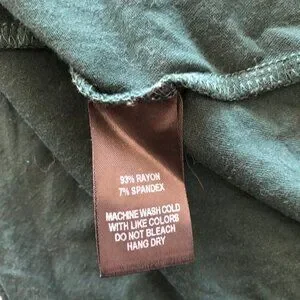 93% RAYON
7% SPANDEX
MACHINE WASH COLD
WITH LIKE COLORS
DO NOT BLEACH
HANG DRY